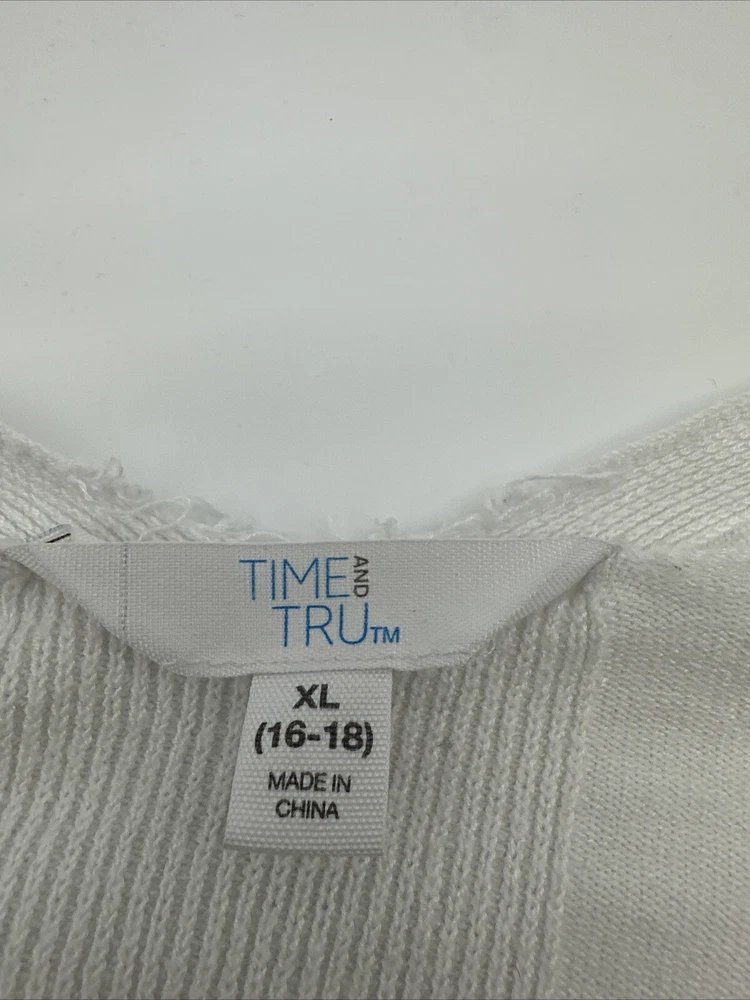 TIME AND
TRU™
XL
(16-18)
MADE IN
CHINA